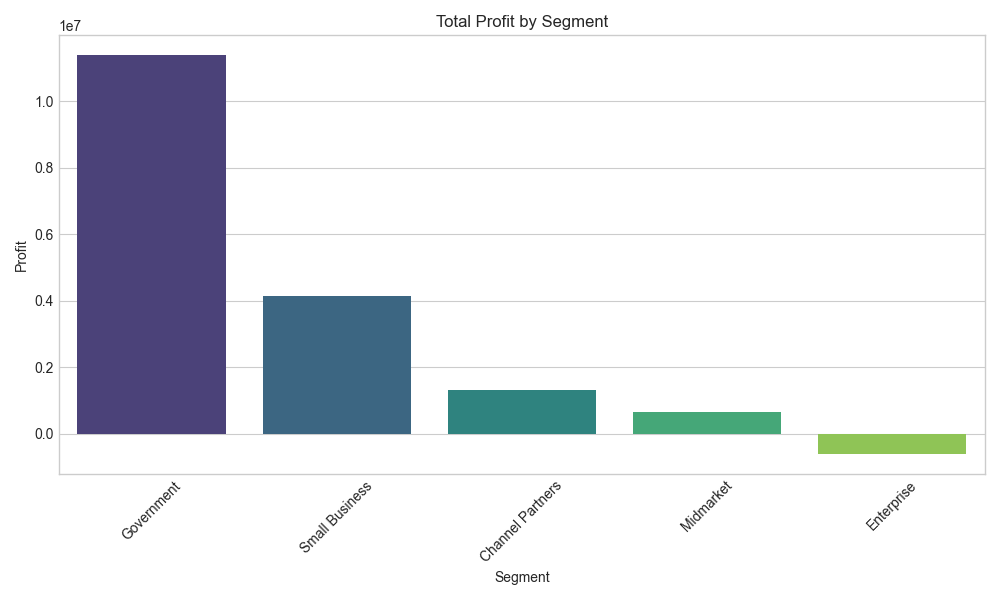 Total Profit by Segment
1e7
1.0
0.8
0.6
0.4
0.2
0.0
Profit
Government
Small Business
Channel Partners
Midmarket
Enterprise
Segment